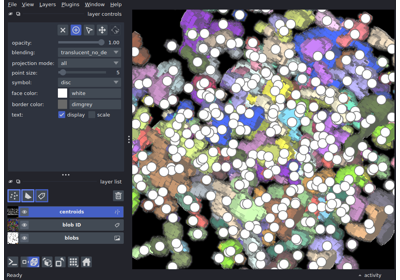 File View Layers Plugins Window Help
layer controls
opacity: 1.00
blending: translucent_no_de
projection mode: all
point size: 5
symbol: disc
face color: white
border color: dimgrey
text: display scale
layer list
centroids
blob ID
blobs
Ready
activity